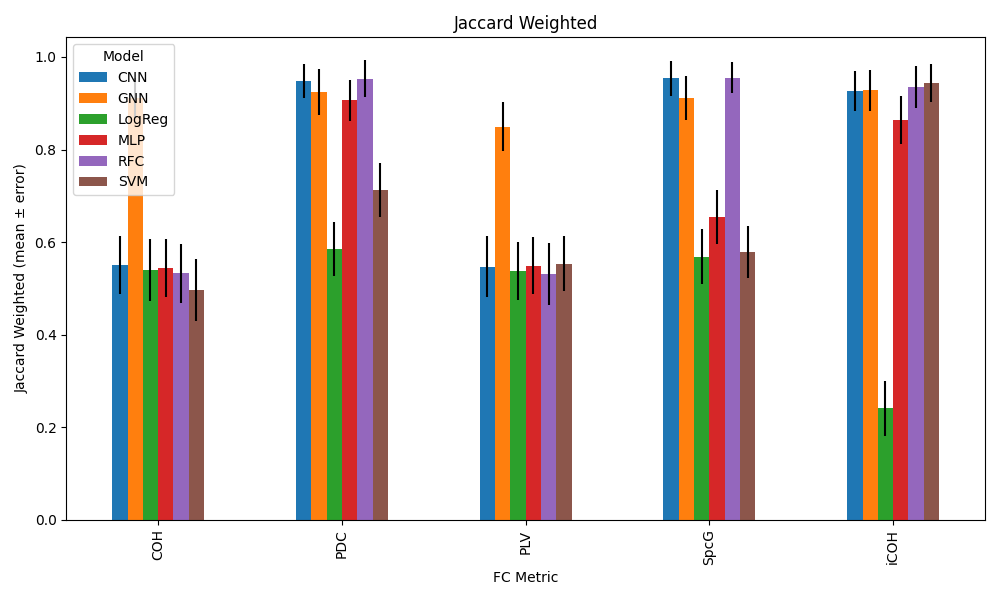 Jaccard Weighted
Jaccard Weighted (mean ± error)
1.0
0.8
0.6
0.4
0.2
0.0
Model
CNN
GNN
LogReg
MLP
RFC
SVM
COH
PDC
PLV
SpcG
iCOH
FC Metric